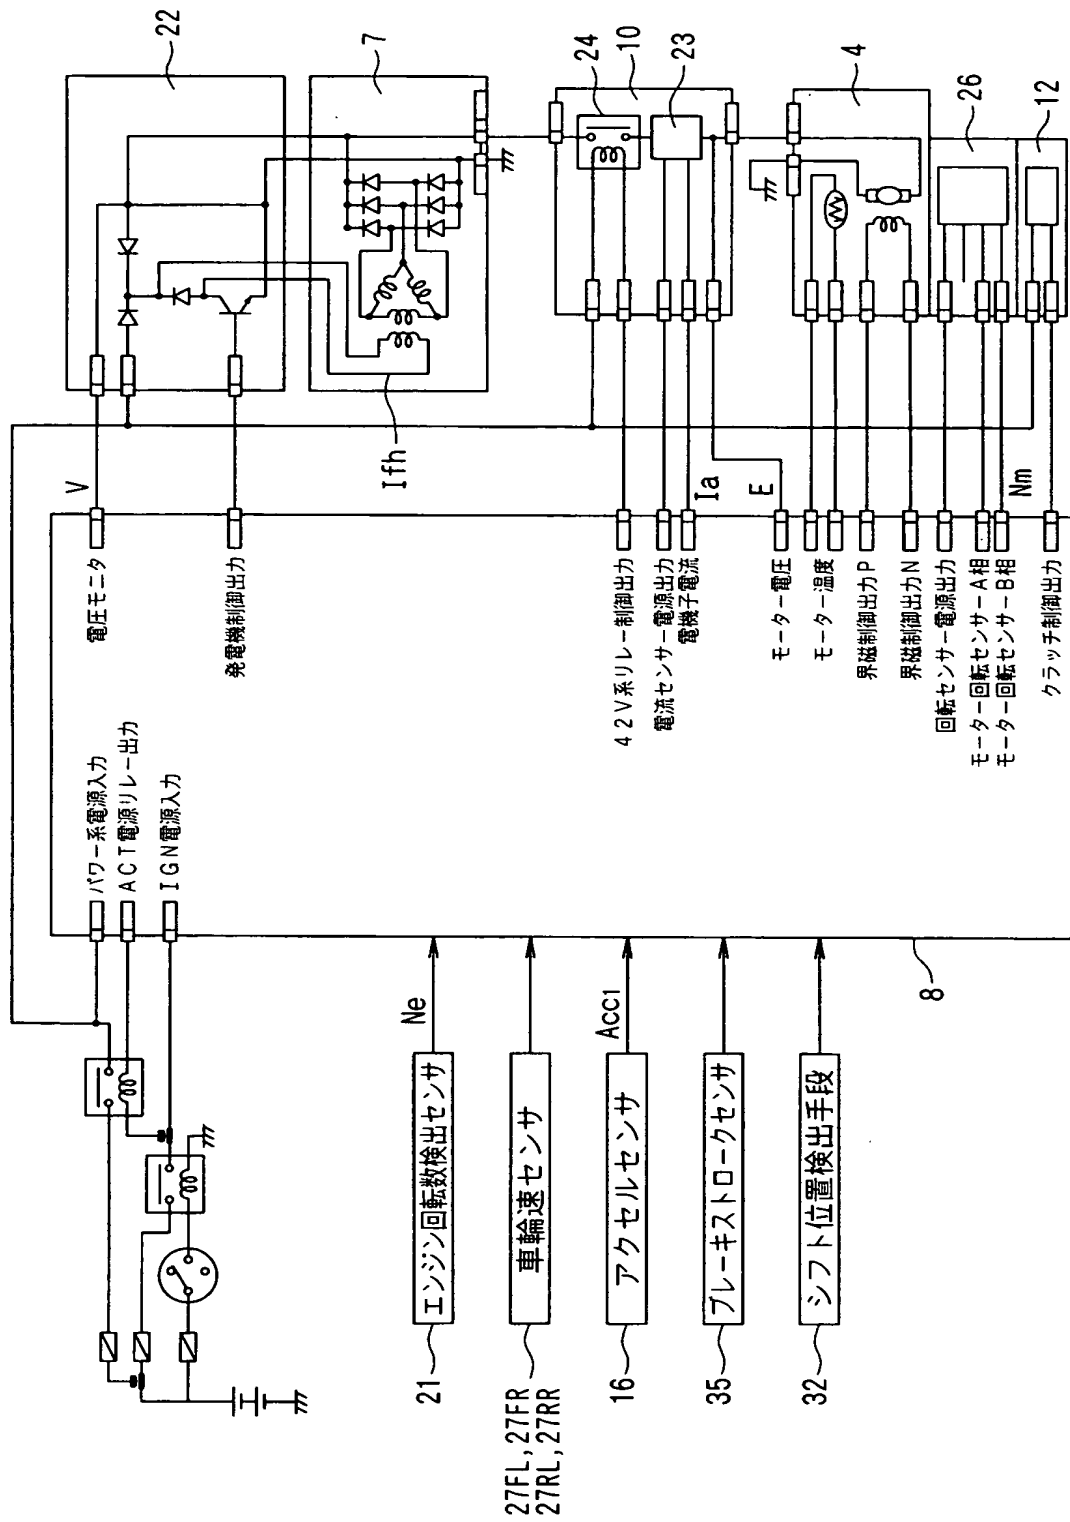 22
7
24
10
23
4
26
12
Ifh
V
Ia
E
Nm
電圧モニタ
発電機制御出力
42V系リレー制御出力
電流センサー電源出力
電機子電流
モーター電圧
モーター温度
界磁制御出力P
界磁制御出力N
回転センサー電源出力
モーター回転センサーA相
モーター回転センサーB相
クラッチ制御出力
パワー系電源入力
ACT電源リレー出力
IGN電源入力
8
Ne
Acc1
エンジン回転数検出センサ
車輪速センサ
アクセルセンサ
ブレーキストロークセンサ
シフト位置検出手段
21
27FL,27FR
27RL,27RR
16
35
32